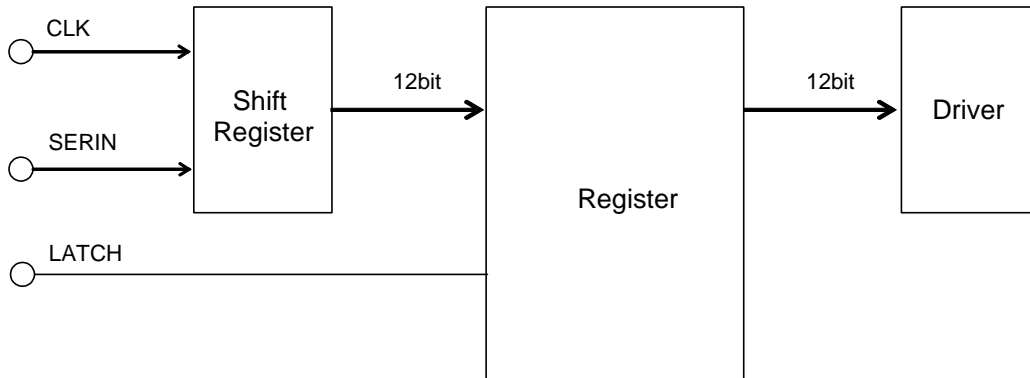 CLK
12bit
12bit
Shift
Register
Driver
SERIN
Register
LATCH